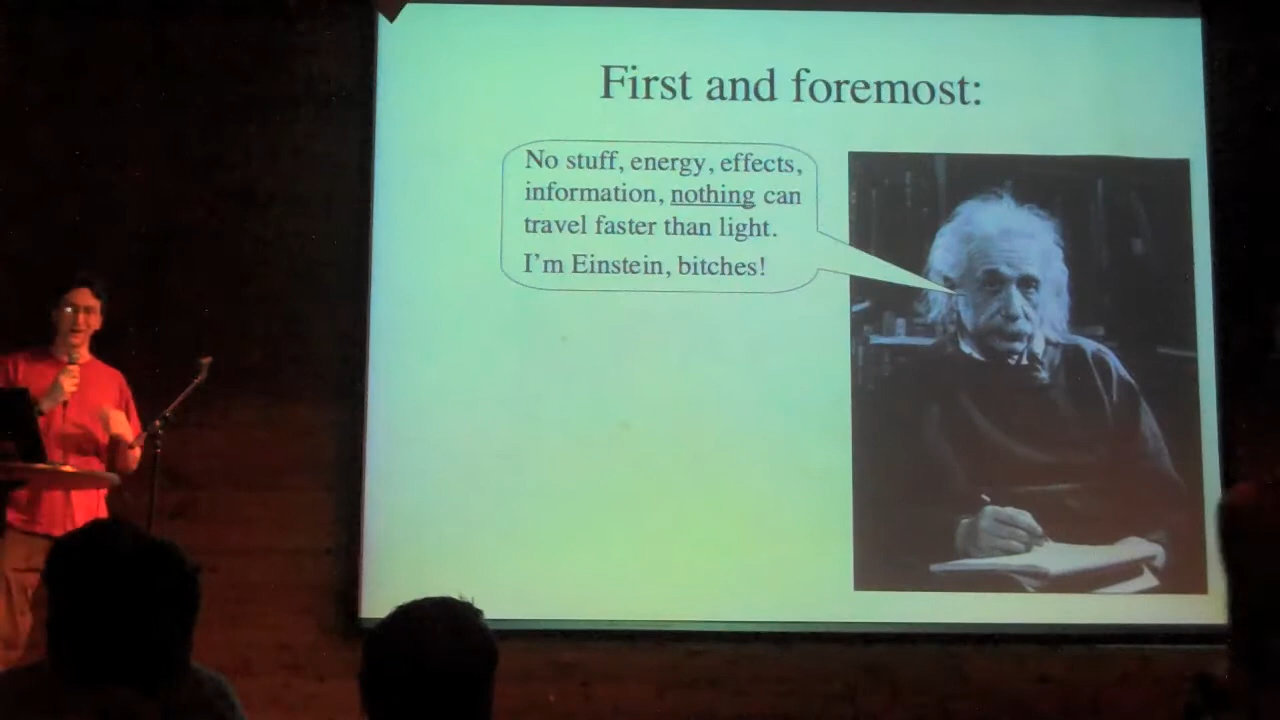 First and foremost:
No stuff, energy, effects,
information, nothing can
travel faster than light.
I'm Einstein, bitches!